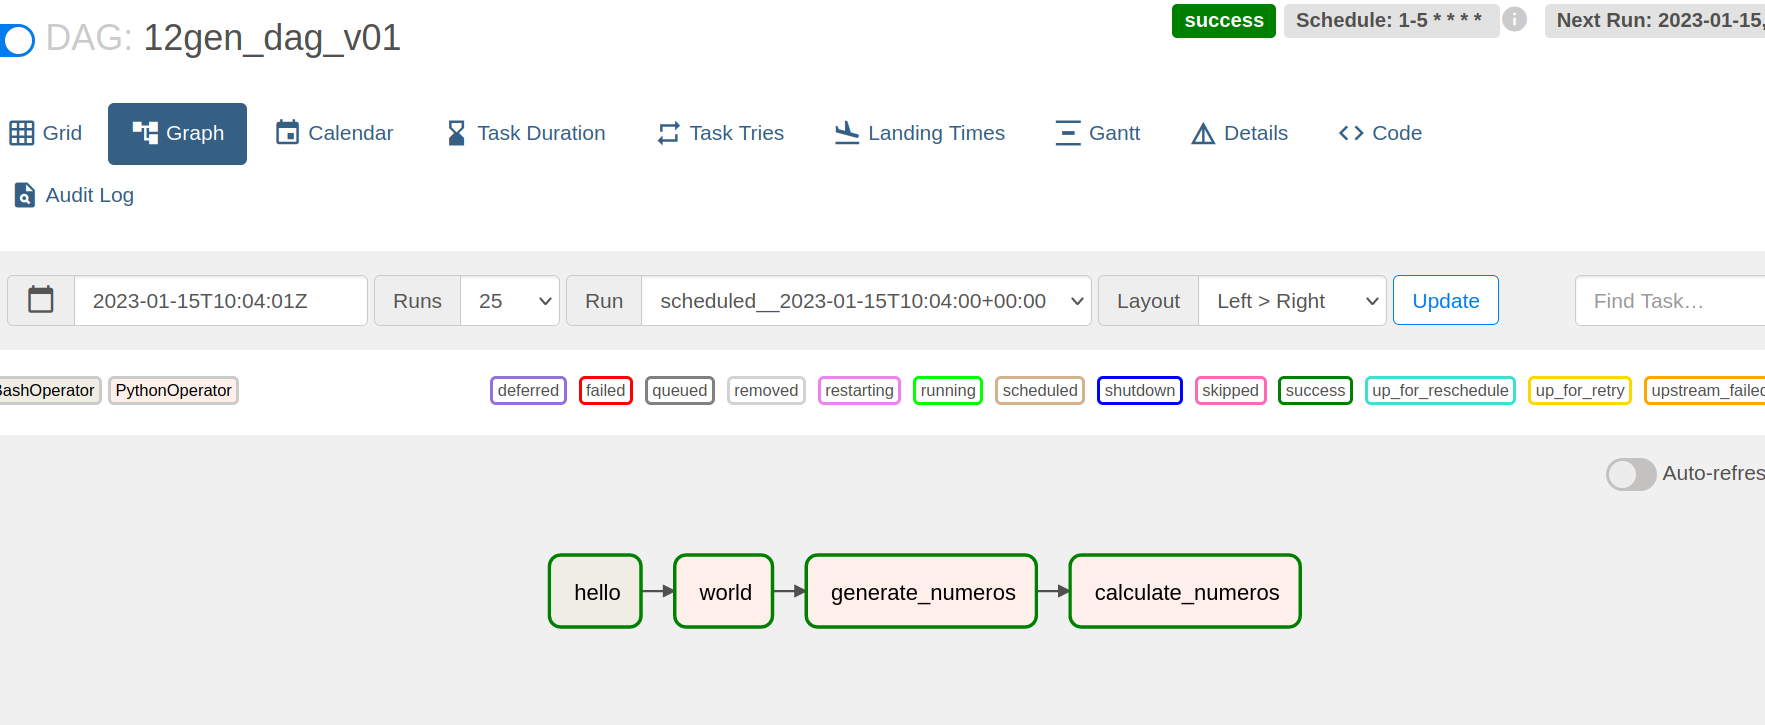 DAG: 12gen_dag_v01
success
Schedule: 1-5 * * * *
Next Run: 2023-01-15,
Grid
Graph
Calendar
Task Duration
Task Tries
Landing Times
Gantt
Details
Code
Audit Log
2023-01-15T10:04:01Z
Runs
25
Run
scheduled__2023-01-15T10:04:00+00:00
Layout
Left > Right
Update
Find Task…
BashOperator
PythonOperator
deferred
failed
queued
removed
restarting
running
scheduled
shutdown
skipped
success
up_for_reschedule
up_for_retry
upstream_failed
Auto-refres
hello
world
generate_numeros
calculate_numeros